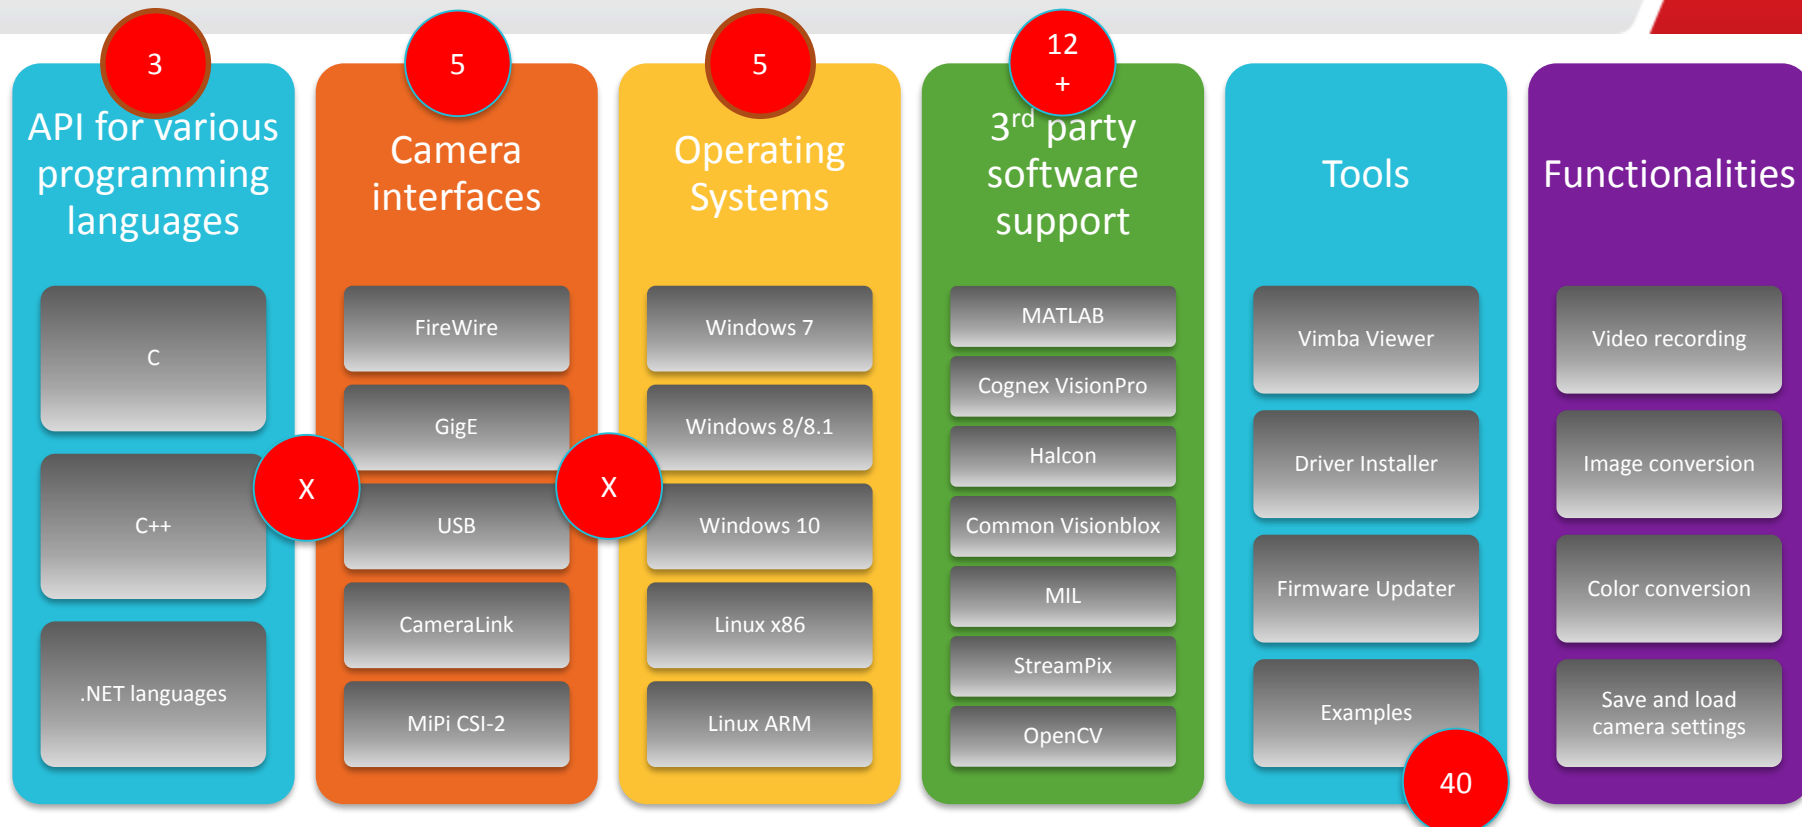 3
API for various
programming
languages
C
C++
.NET languages
X
5
Camera
interfaces
FireWire
GigE
USB
CameraLink
MiPi CSI-2
X
5
Operating
Systems
Windows 7
Windows 8/8.1
Windows 10
Linux x86
Linux ARM
12
+
3rd party
software
support
MATLAB
Cognex VisionPro
Halcon
Common Visionblox
MIL
StreamPix
OpenCV
Tools
Vimba Viewer
Driver Installer
Firmware Updater
Examples
40
Functionalities
Video recording
Image conversion
Color conversion
Save and load
camera settings